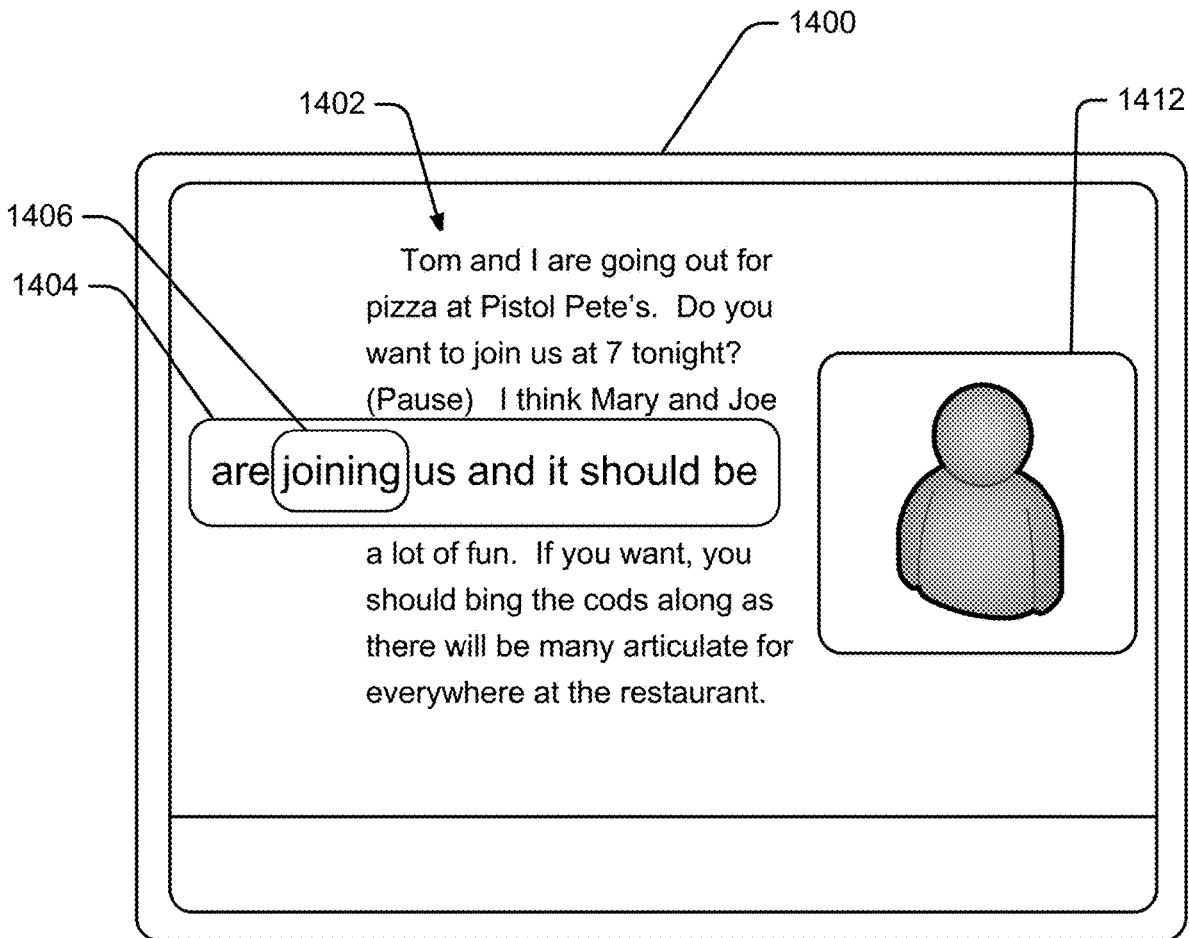 1400
1402
1412
1406
1404
Tom and I are going out for
pizza at Pistol Pete's. Do you
want to join us at 7 tonight?
(Pause) I think Mary and Joe
are joining us and it should be
a lot of fun. If you want, you
should bing the cods along as
there will be many articulate for
everywhere at the restaurant.